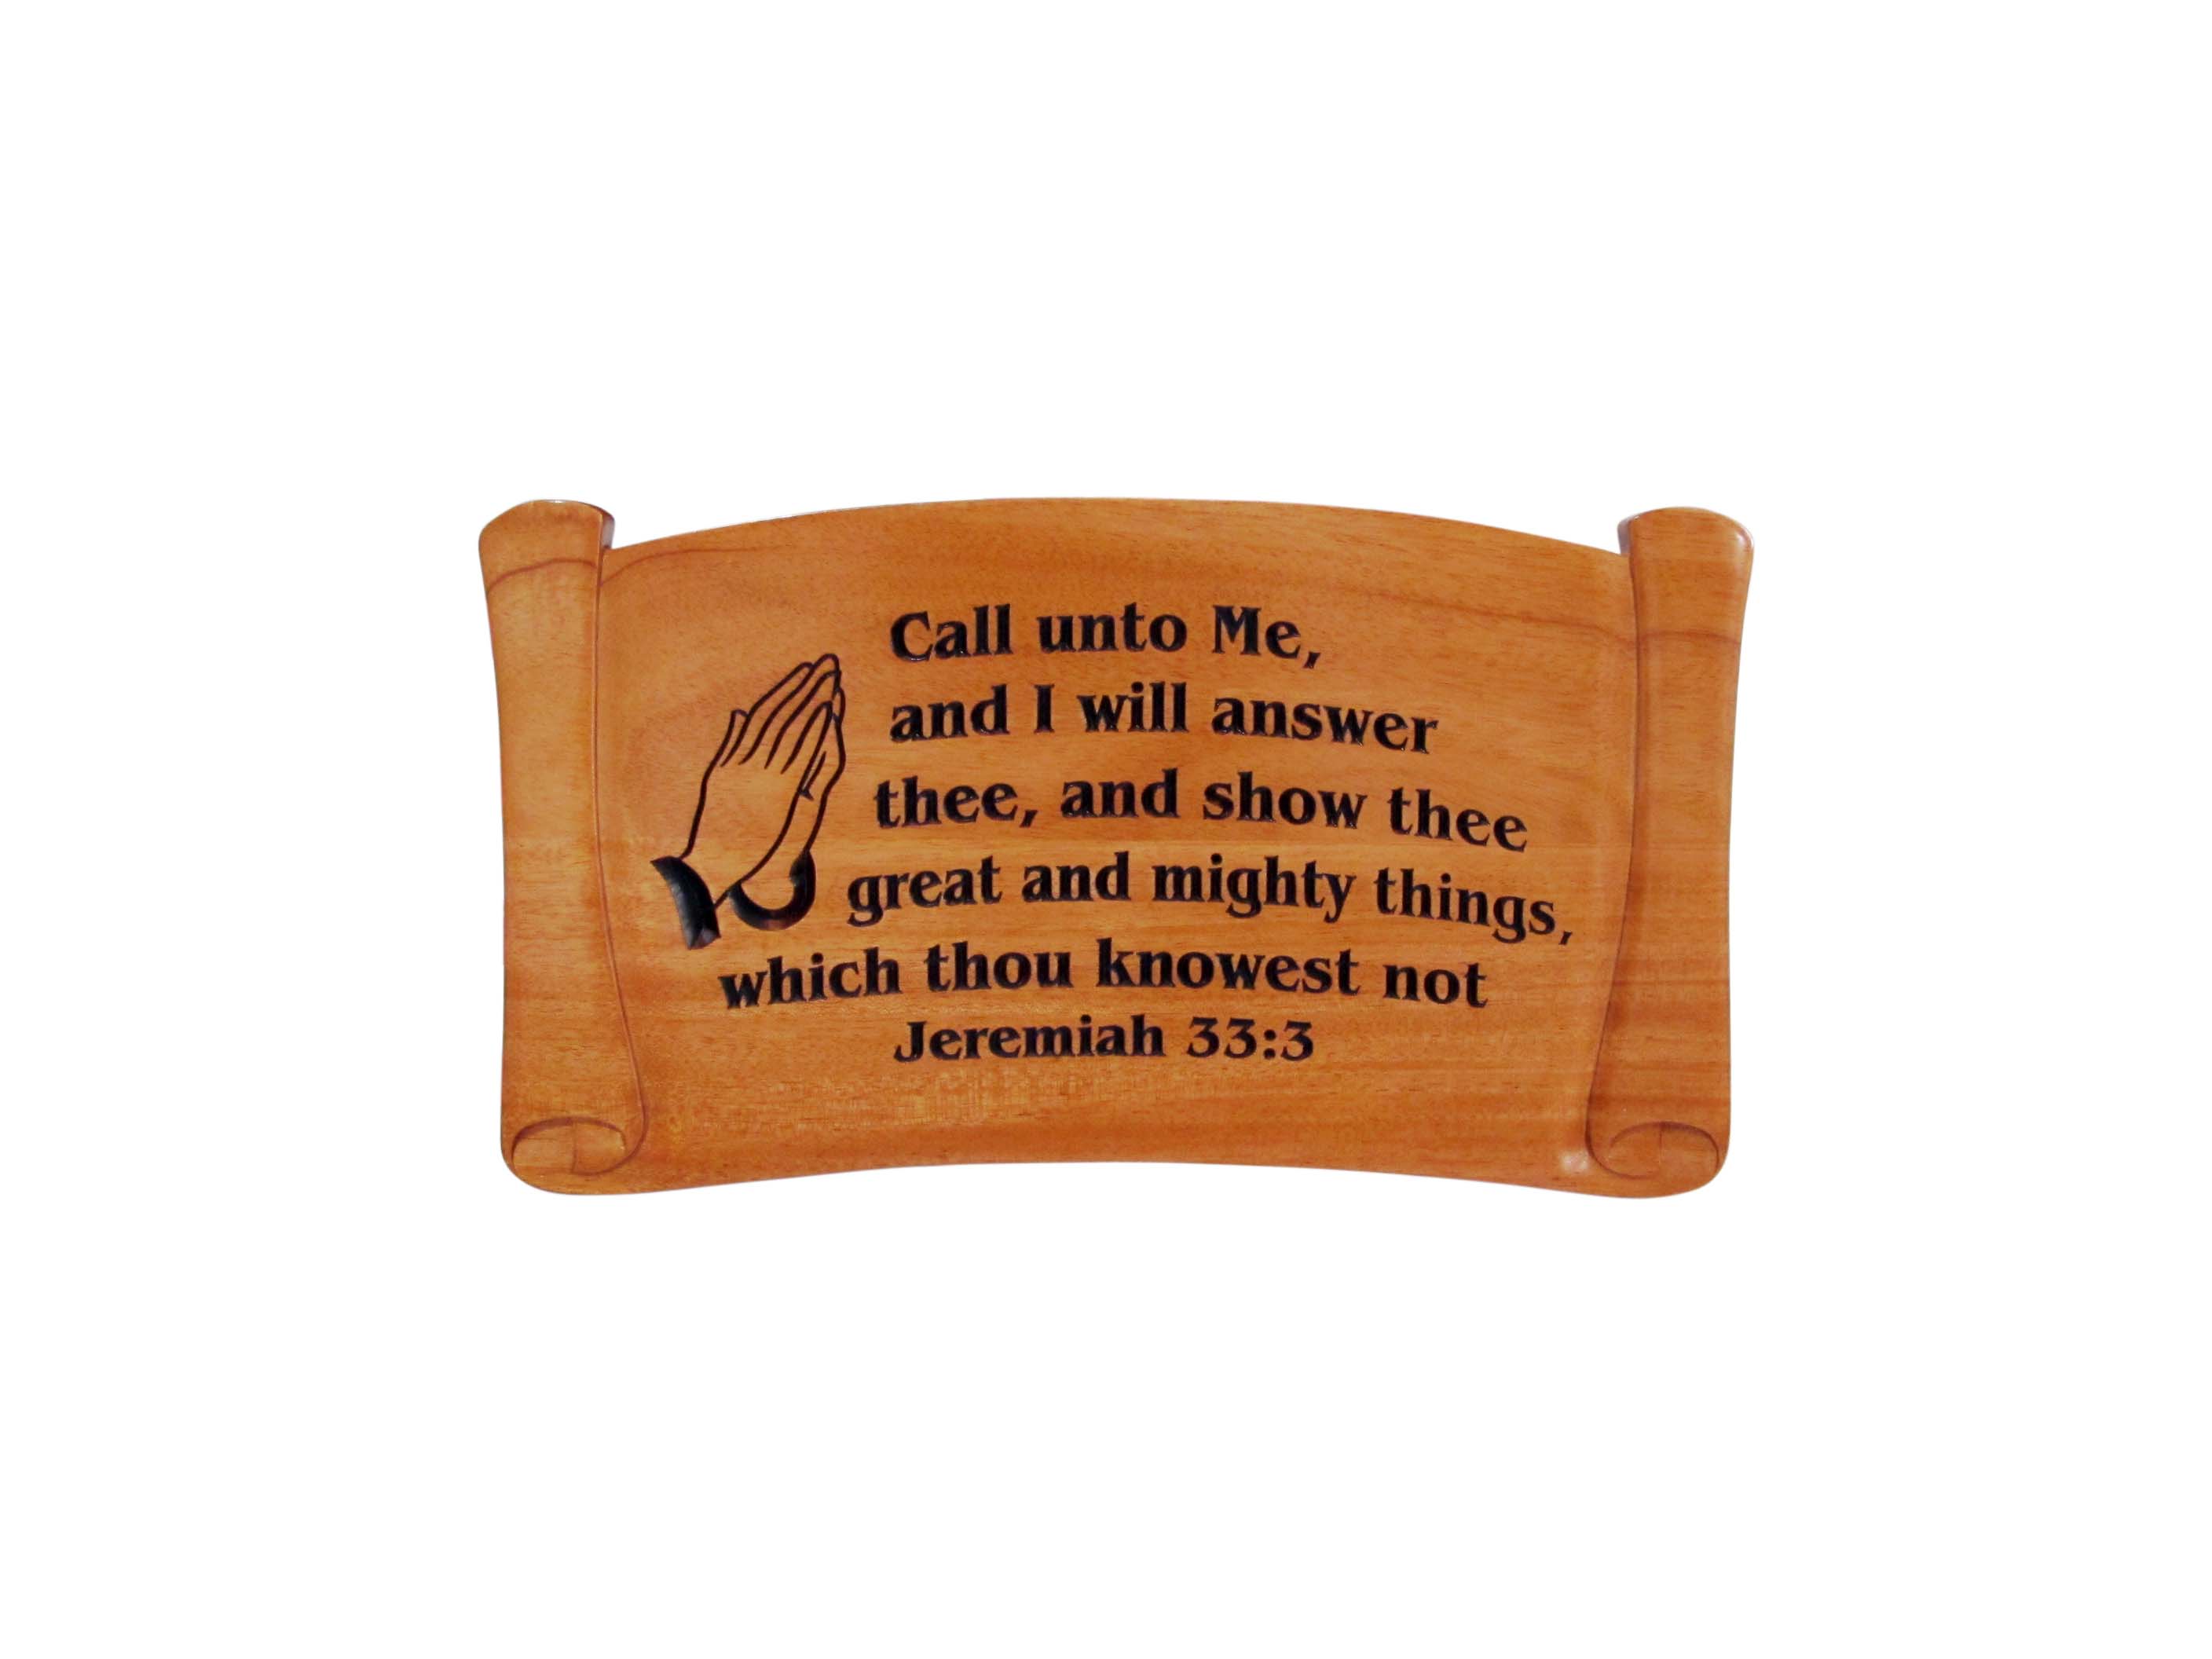 Call unto Me,
and I will answer
thee, and show thee
great and mighty things,
which thou knowest not
Jeremiah 33:3